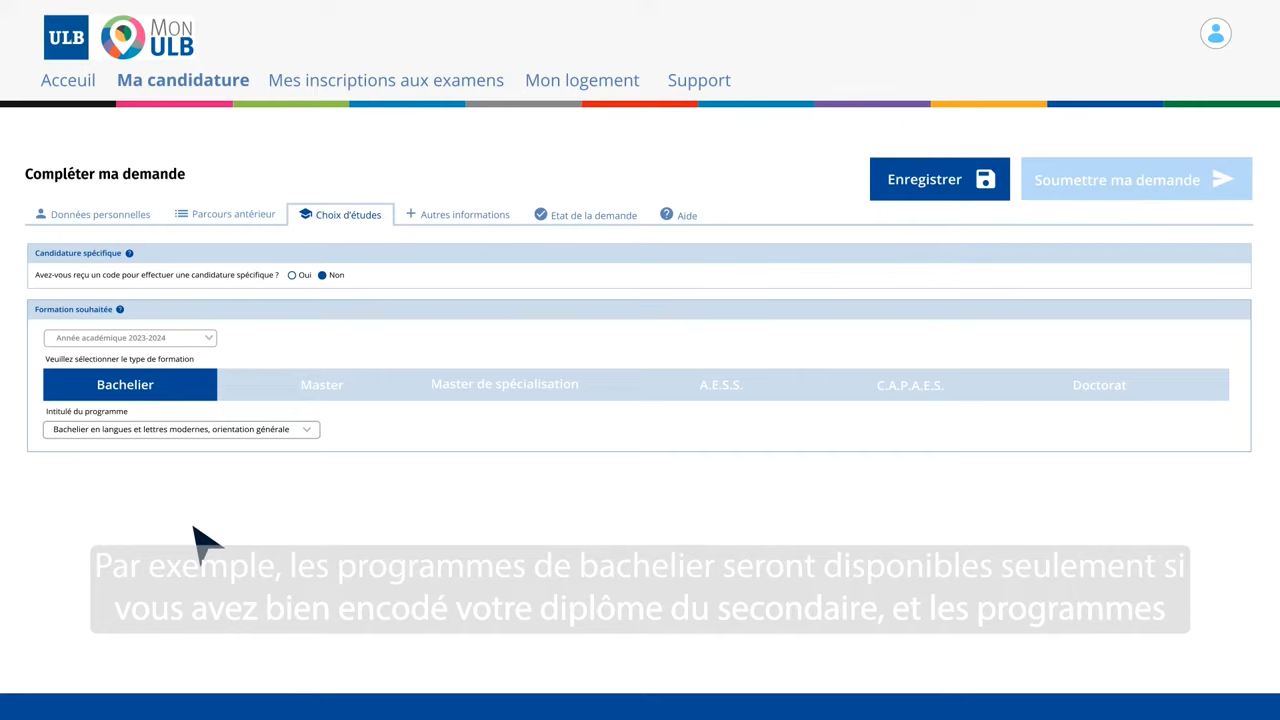 ULB
MON
ULB
Acceuil Ma candidature Mes inscriptions aux examens Mon logement Support
Compléter ma demande
Enregistrer
Soumettre ma demande
Données personnelles Parcours antérieur Choix d'études Autres informations Etat de la demande ? Aide
Candidature spécifique ?
Avez-vous reçu un code pour effectuer une candidature spécifique ? Oui Non
Formation souhaitée ?
Année académique 2023-2024
Veuillez sélectionner le type de formation
Bachelier Master Master de spécialisation A.E.S.S. C.A.P.A.E.S. Doctorat
Intitulé du programme
Bachelier en langues et lettres modernes, orientation générale
Par exemple, les programmes de bachelier seront disponibles seulement si
vous avez bien encodé votre diplôme du secondaire, et les programmes